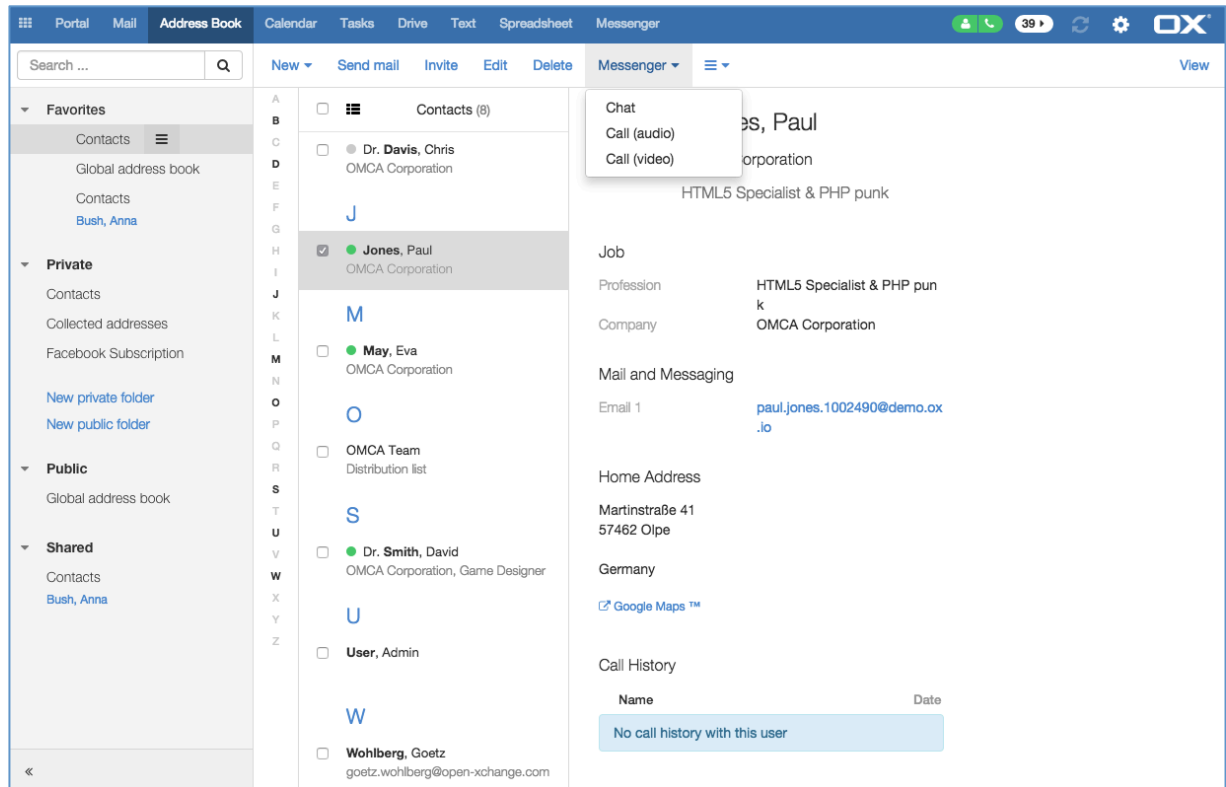 Portal Mail Address Book Calendar Tasks Drive Text Spreadsheet Messenger 39 OX
Search ...
New Send mail Invite Edit Delete Messenger View
Favorites
Contacts
Global address book
Contacts
Bush, Anna
Private
Contacts
Collected addresses
Facebook Subscription
New private folder
New public folder
Public
Global address book
Shared
Contacts
Bush, Anna
«
A
B
C
D
E
F
G
H
I
J
K
L
M
N
O
P
Q
R
S
T
U
V
W
X
Y
Z
Contacts (8)
Dr. Davis, Chris
OMCA Corporation
J
Jones, Paul
OMCA Corporation
M
May, Eva
OMCA Corporation
O
OMCA Team
Distribution list
S
Dr. Smith, David
OMCA Corporation, Game Designer
U
User, Admin
W
Wohlberg, Goetz
goetz.wohlberg@open-xchange.com
Chat
Call (audio)
Call (video)
es, Paul
orporation
HTML5 Specialist & PHP punk
Job
Profession HTML5 Specialist & PHP pun
k
Company OMCA Corporation
Mail and Messaging
Email 1 paul.jones.1002490@demo.ox
.io
Home Address
Martinstraße 41
57462 Olpe
Germany
Google Maps ™
Call History
Name Date
No call history with this user